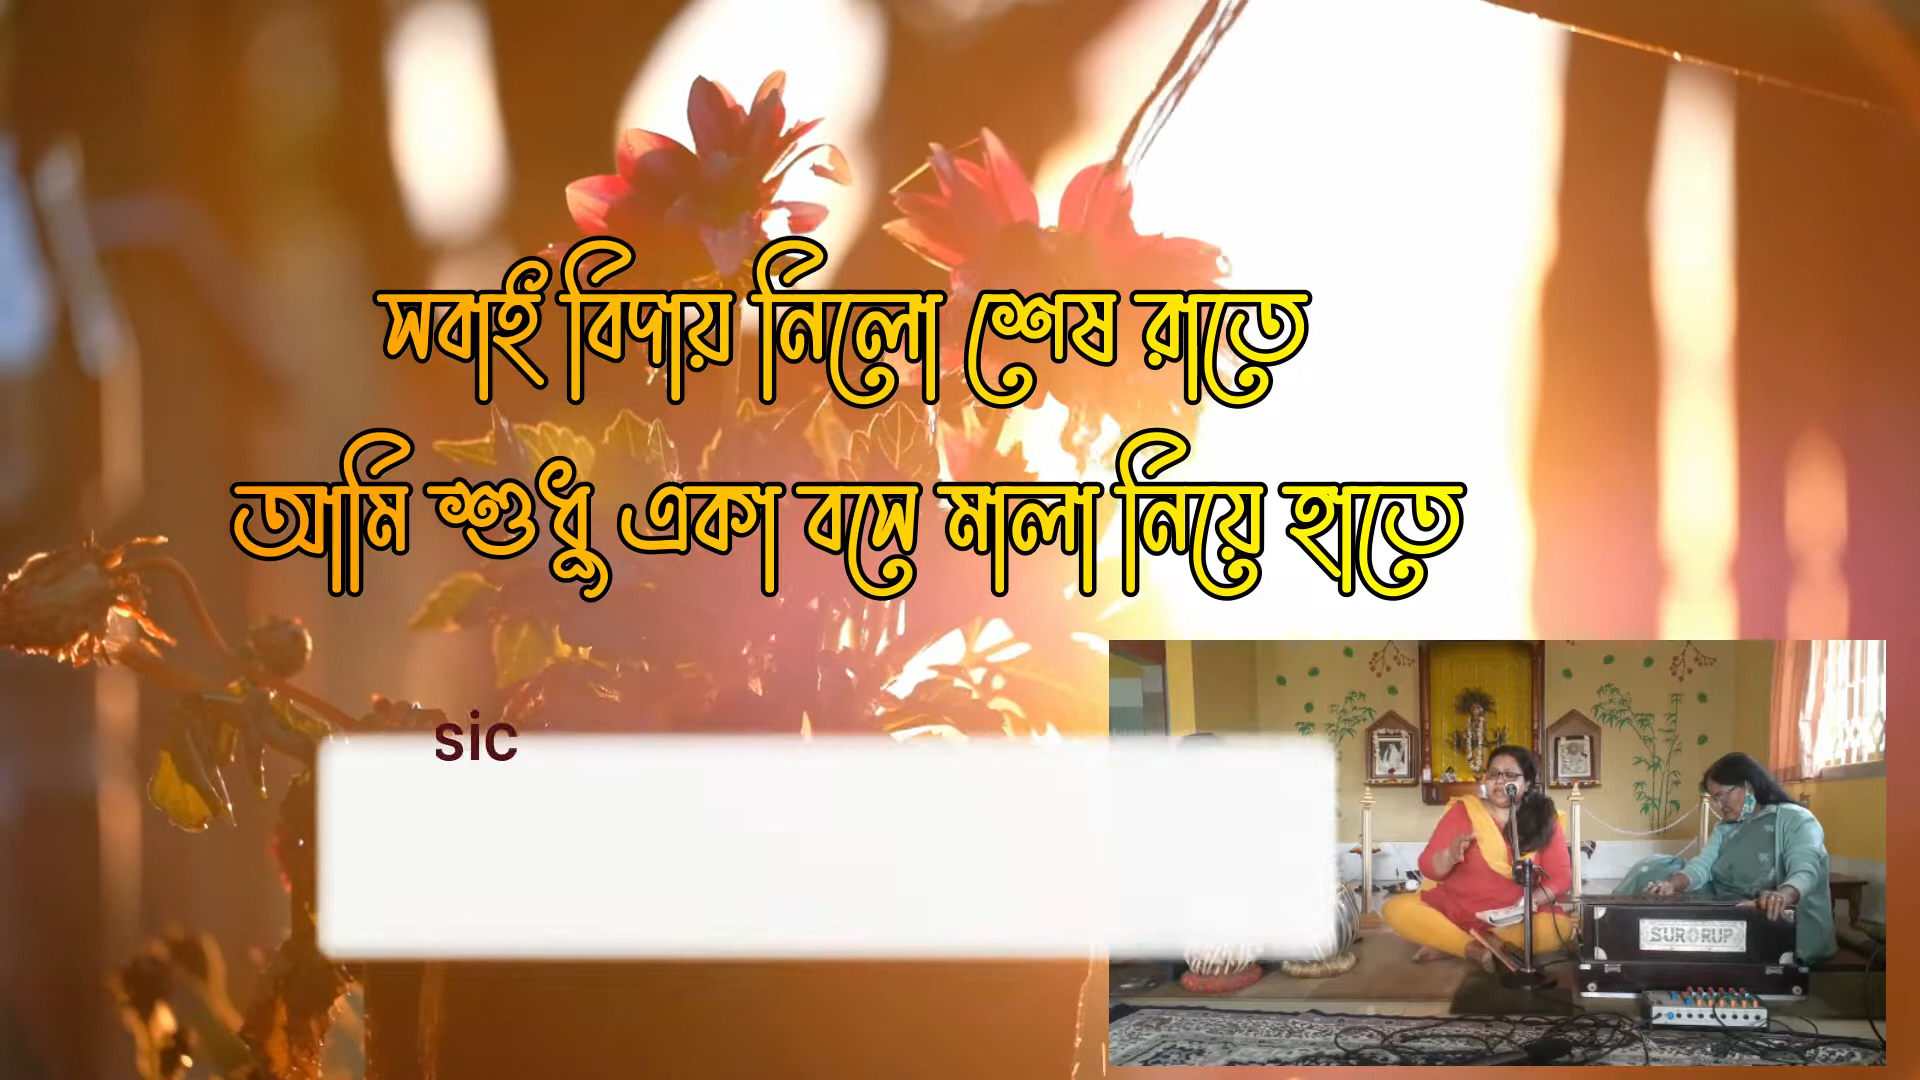 সবাই বিদায় নিলো শেষ রাতে
আমি শুধু একা বসে মালা নিয়ে হাতে
sic
SURORUP